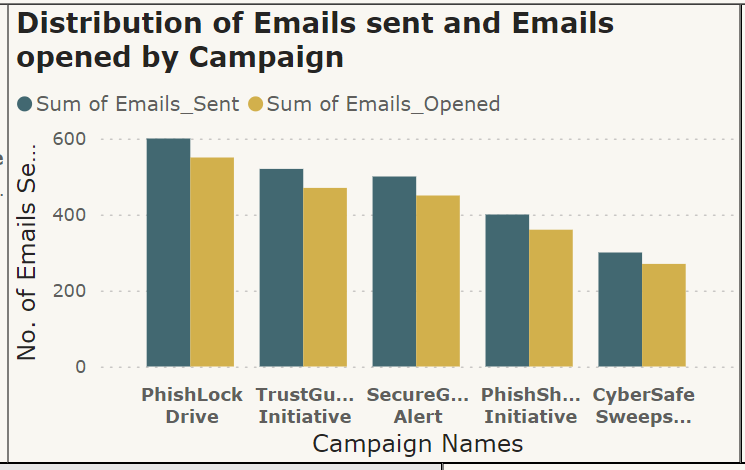 Distribution of Emails sent and Emails
opened by Campaign
Sum of Emails_Sent Sum of Emails_Opened
No. of Emails Se...
600
400
200
0
PhishLock TrustGu... SecureG... PhishSh... CyberSafe
Drive Initiative Alert Initiative Sweeps...
Campaign Names